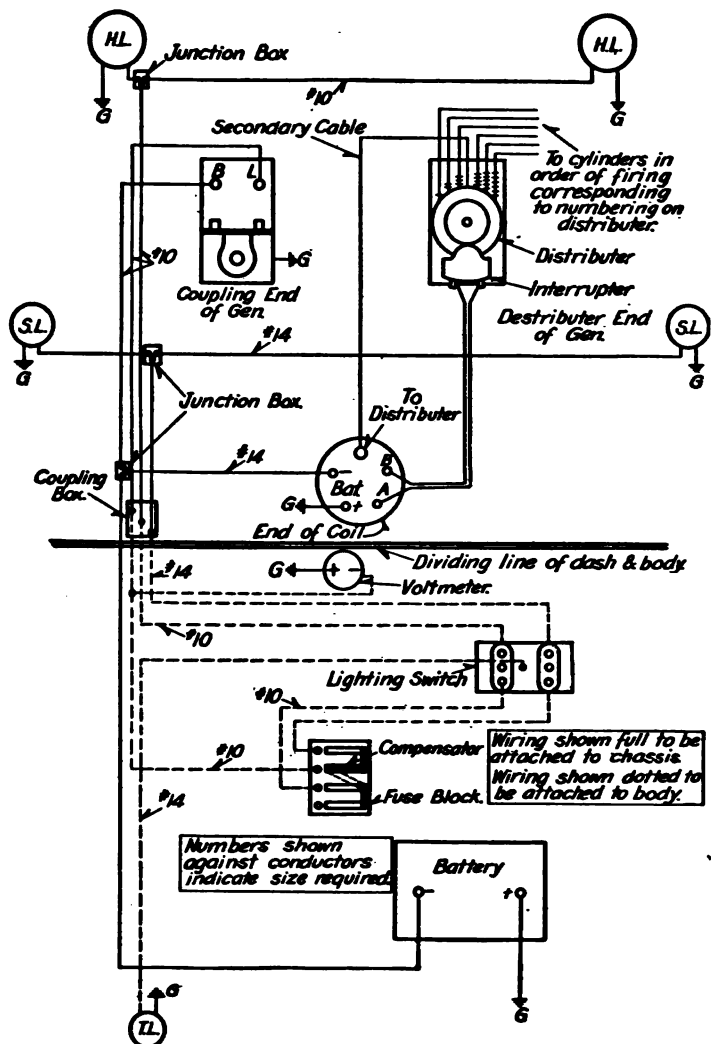 H.L.
Junction Box
H.L.
G
#10
G
Secondary Cable
To cylinders in
order of firing
corresponding
to numbering on
distributer.
B L
#10
G
Distributer
Interrupter
Coupling End
of Gen.
Destributer End
of Gen.
S.L.
#14
S.L.
G
G
Junction Box.
To
Distributer
#14
Coupling
Box.
- B
Bat
A
G +
End of Coil
Dividing line of dash & body.
#14
G + -
Voltmeter.
#10
Lighting Switch
#10
Compensator
#10
Fuse Block.
Wiring shown full to be
attached to chassis.
Wiring shown dotted to
be attached to body.
#14
Numbers shown
against conductors
indicate size required.
Battery
- +
G
G
T.L.